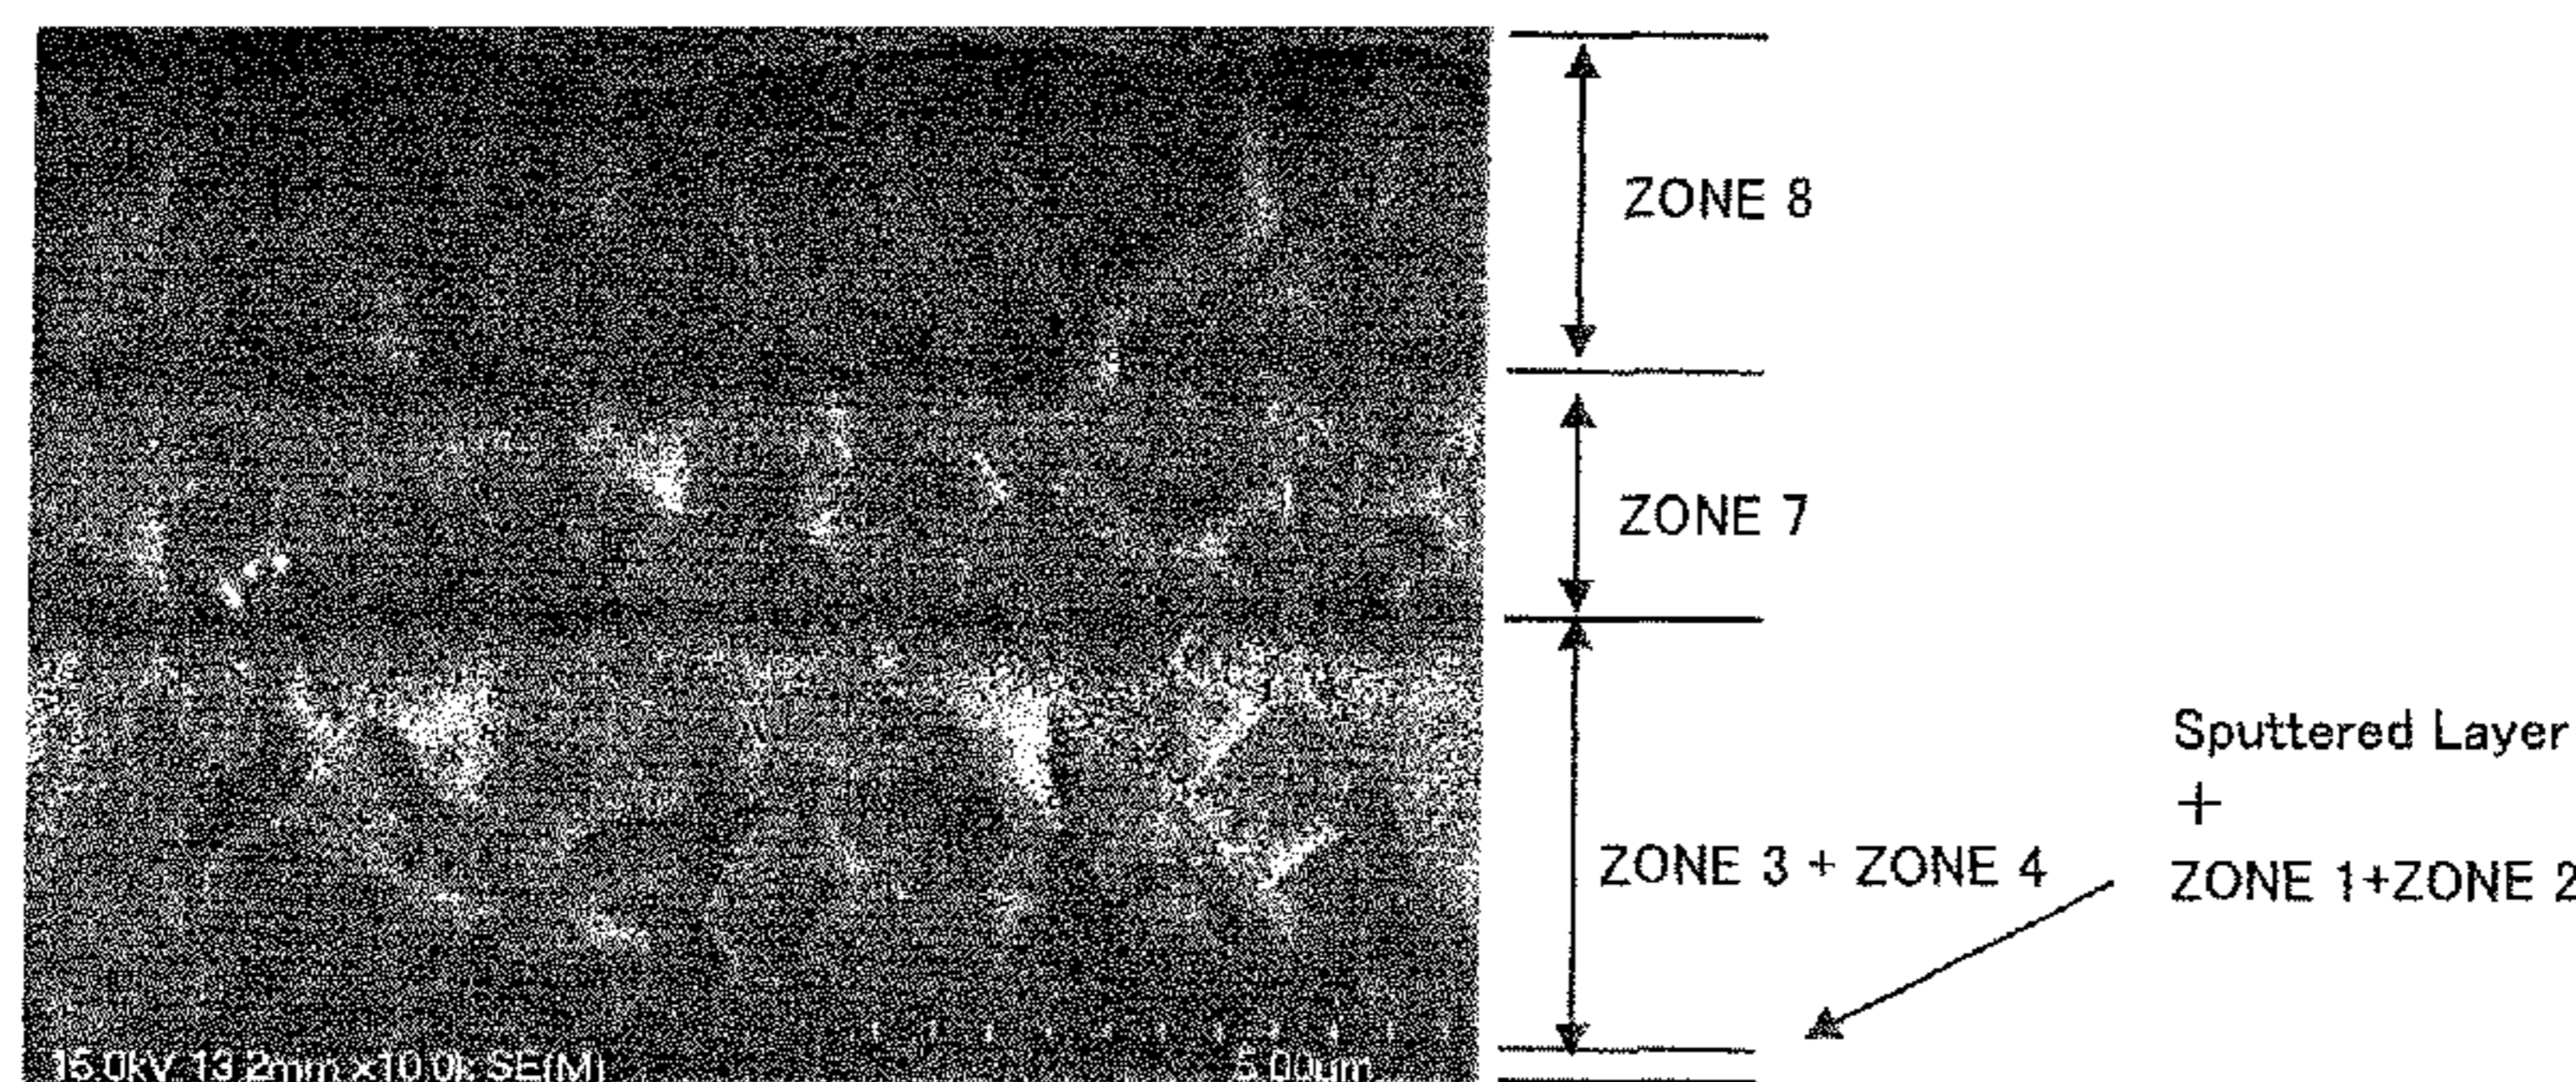 ZONE 8
ZONE 7
ZONE 3 + ZONE 4
Sputtered Layer
+
ZONE 1+ZONE 2
15.0kV 13.2mm x10.0k SE(M)
5.00um